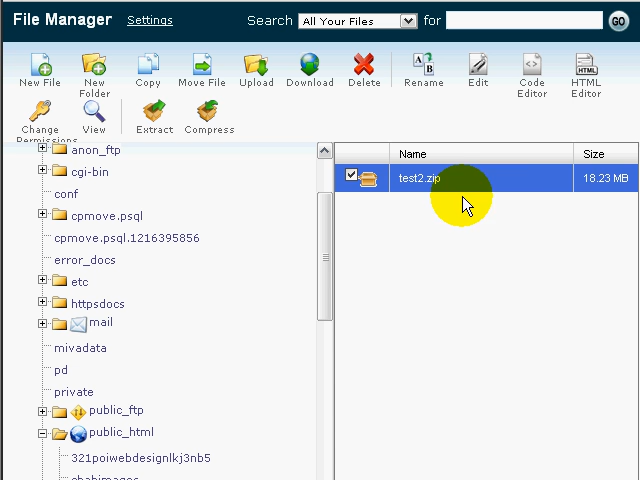 File Manager Settings Search All Your Files for GO
New File New Folder Copy Move File Upload Download Delete Rename Edit Code Editor HTML Editor
Change Permissions View Extract Compress
Name Size
anon_ftp
test2.zip 18.23 MB
cgi-bin
conf
cpmove.psql
cpmove.psql.1216395856
error_docs
etc
httpsdocs
mail
mivadata
pd
private
public_ftp
public_html
321poiwebdesignlkj3nb5